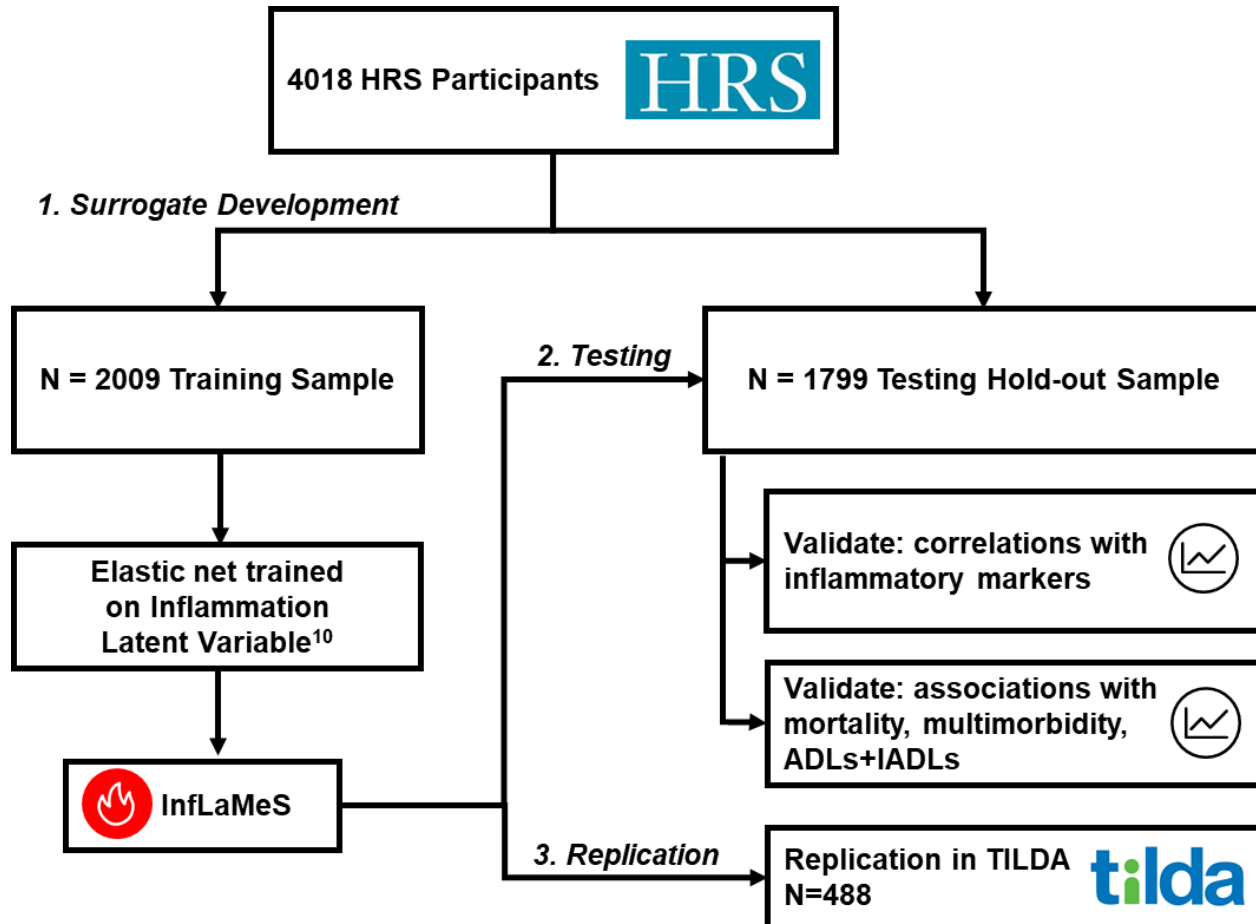 4018 HRS Participants
HRS
1. Surrogate Development
N = 2009 Training Sample
2. Testing
N = 1799 Testing Hold-out Sample
Elastic net trained
on Inflammation
Latent Variable¹⁰
Validate: correlations with
inflammatory markers
Validate: associations with
mortality, multimorbidity,
ADLs+IADLs
InfLaMeS
3. Replication
Replication in TILDA
N=488
tilda